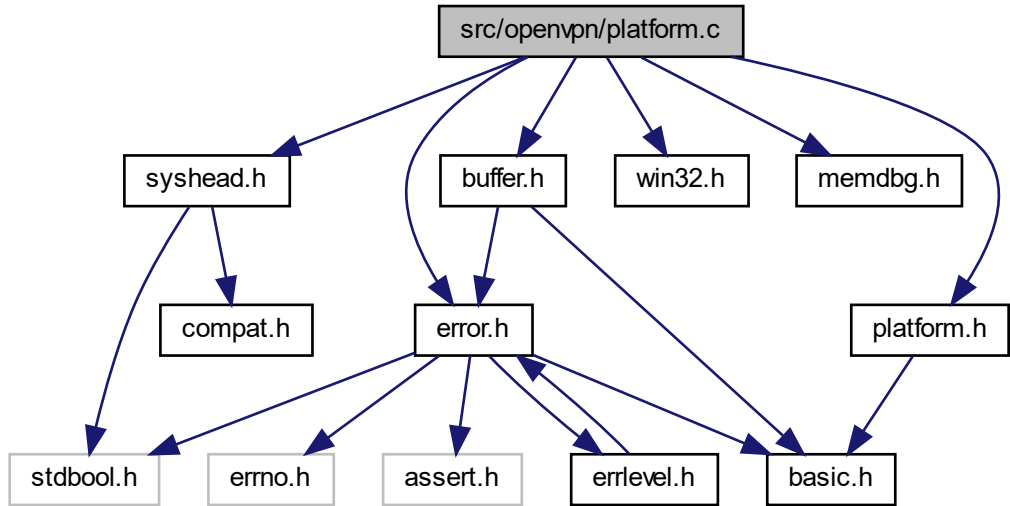 src/openvpn/platform.c
syshead.h
buffer.h
win32.h
memdbg.h
compat.h
error.h
platform.h
stdbool.h
errno.h
assert.h
errlevel.h
basic.h